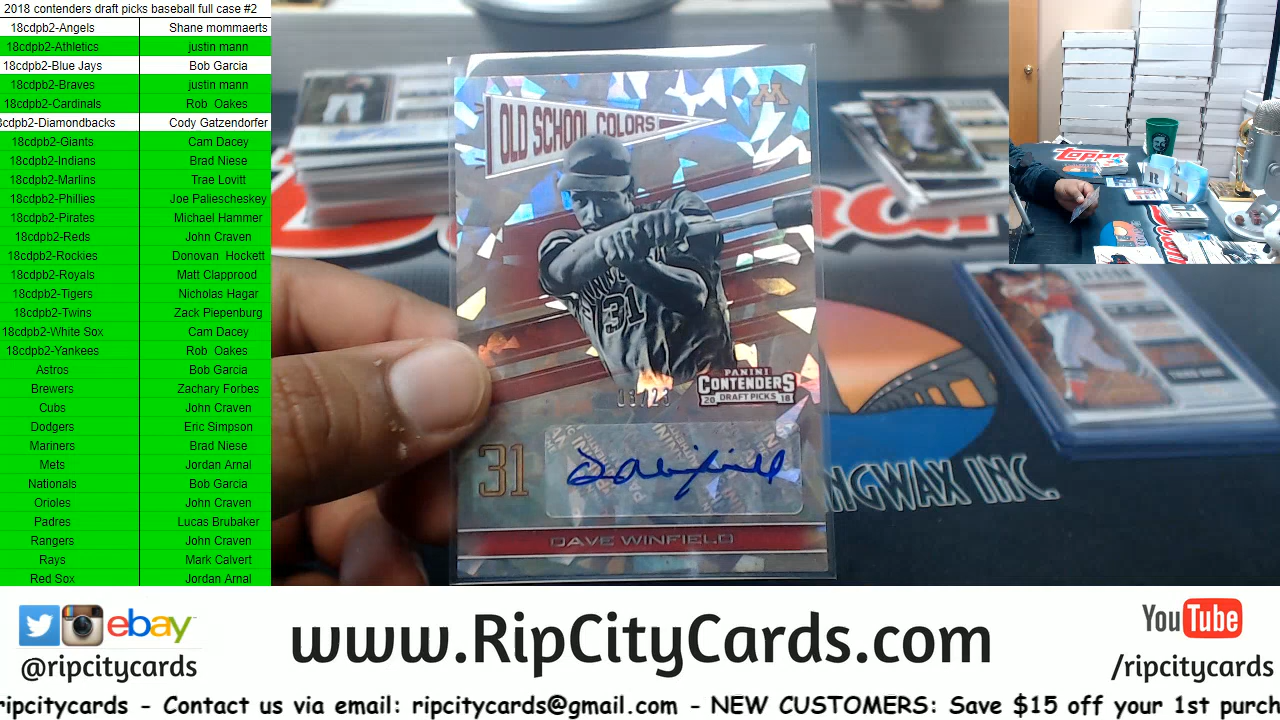 2018 contenders draft picks baseball full case #2
18cdpb2-Angels Shane mommaerts
18cdpb2-Athletics justin mann
18cdpb2-Blue Jays Bob Garcia
18cdpb2-Braves justin mann
18cdpb2-Cardinals Rob Oakes
8cdpb2-Diamondbacks Cody Gatzendorfer
18cdpb2-Giants Cam Dacey
18cdpb2-Indians Brad Niese
18cdpb2-Marlins Trae Lovitt
18cdpb2-Phillies Joe Paliescheskey
18cdpb2-Pirates Michael Hammer
18cdpb2-Reds John Craven
18cdpb2-Rockies Donovan Hockett
18cdpb2-Royals Matt Clapprood
18cdpb2-Tigers Nicholas Hagar
18cdpb2-Twins Zack Piepenburg
18cdpb2-White Sox Cam Dacey
18cdpb2-Yankees Rob Oakes
Astros Bob Garcia
Brewers Zachary Forbes
Cubs John Craven
Dodgers Eric Simpson
Mariners Brad Niese
Mets Jordan Arnal
Nationals Bob Garcia
Orioles John Craven
Padres Lucas Brubaker
Rangers John Craven
Rays Mark Calvert
Red Sox Jordan Arnal
M
OLD SCHOOL COLORS
31
PANINI
CONTENDERS
20 DRAFT PICKS 18
31
DAVE WINFIELD
NGWAX INC.
Topps
ebay
@ripcitycards
www.RipCityCards.com
YouTube
/ripcitycards
ripcitycards - Contact us via email: ripcitycards@gmail.com - NEW CUSTOMERS: Save $15 off your 1st purch